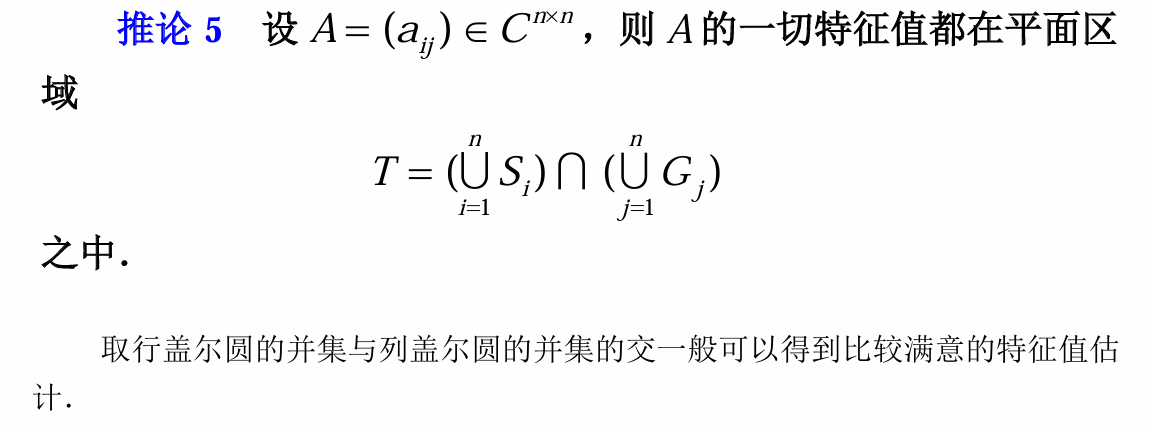 推论 5 设 A = (a_{ij}) ∈ C^{n×n}，则 A 的一切特征值都在平面区
域
T = (\bigcup_{i=1}^{n} S_i) ∩ (\bigcup_{j=1}^{n} G_j)
之中．
取行盖尔圆的并集与列盖尔圆的并集的交一般可以得到比较满意的特征值估
计．